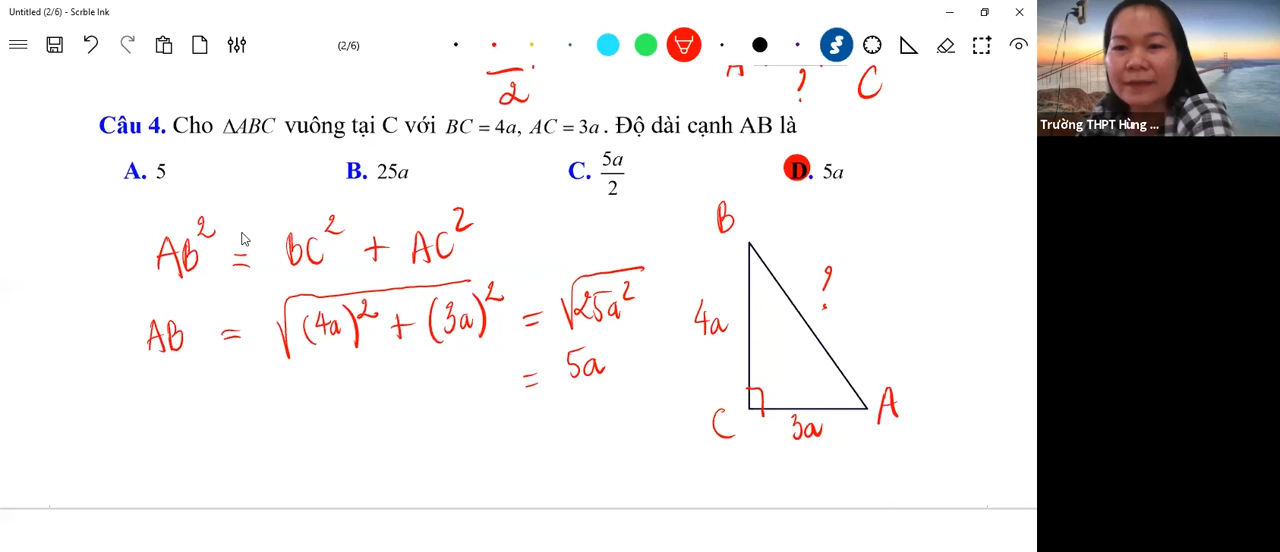 Untitled (2/6) - Scrble Ink
(2/6)
2
?
C
Câu 4. Cho ΔABC vuông tại C với BC = 4a, AC = 3a. Độ dài cạnh AB là
A. 5 B. 25a C. 5a/2 D. 5a
AB² = BC² + AC²
AB = √(4a)² + (3a)² = √25a²
= 5a
B
?
4a
C
3a
A
Trường THPT Hùng ...